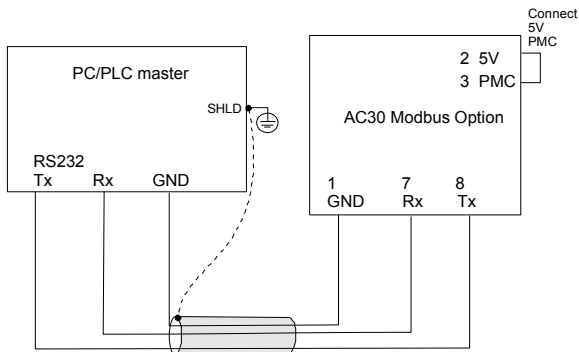 Connect
5V
PMC
PC/PLC master
2 5V
3 PMC
SHLD
AC30 Modbus Option
RS232
Tx Rx GND
1 7 8
GND Rx Tx